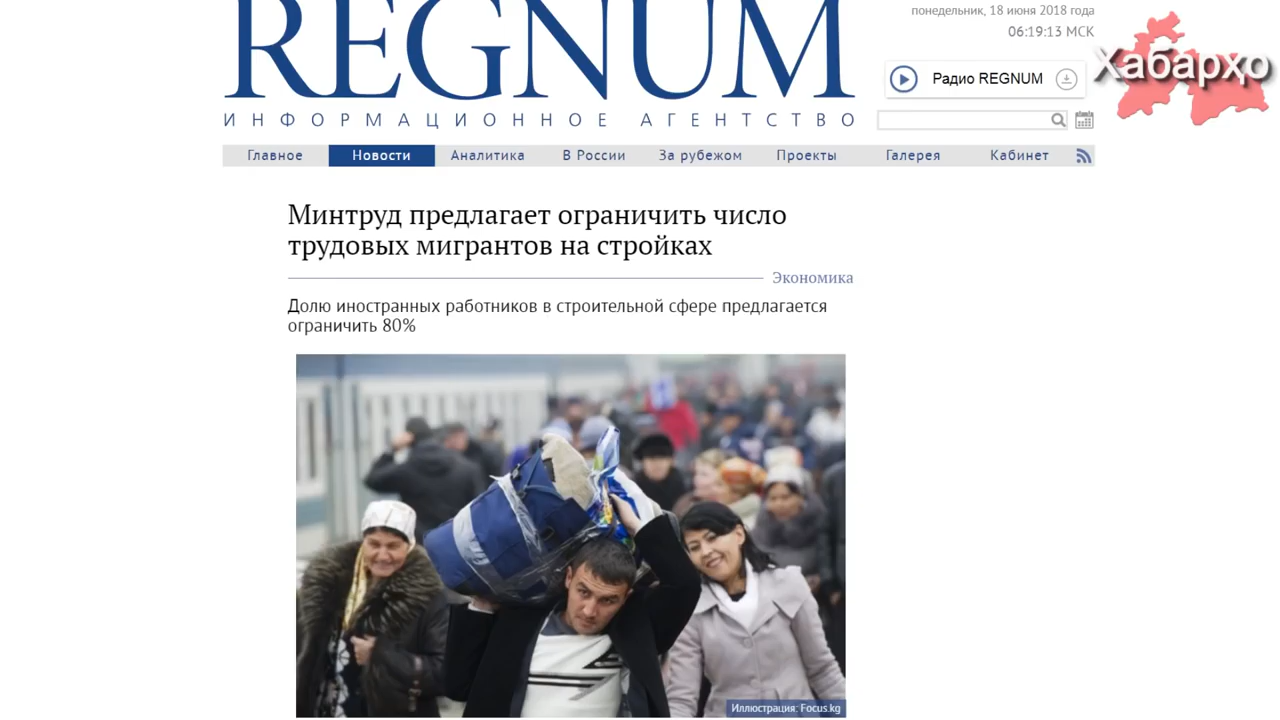 REGNUM
ИНФОРМАЦИОННОЕ АГЕНТСТВО
понедельник, 18 июня 2018 года
06:19:13 МСК
Радио REGNUM
Хабарҳо
Главное Новости Аналитика В России За рубежом Проекты Галерея Кабинет
Минтруд предлагает ограничить число
трудовых мигрантов на стройках
Экономика
Долю иностранных работников в строительной сфере предлагается
ограничить 80%
Иллюстрация: Focus.kg